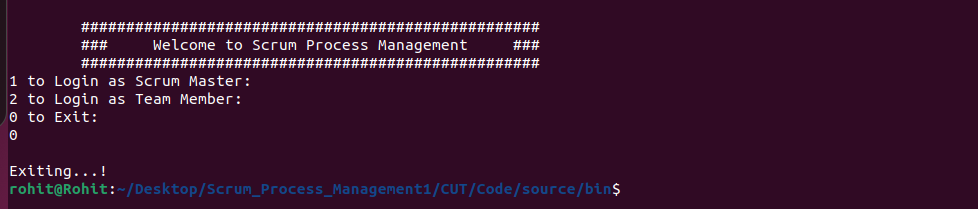 ###################################################
###     Welcome to Scrum Process Management     ###
###################################################
1 to Login as Scrum Master:
2 to Login as Team Member:
0 to Exit:
0
Exiting...!
rohit@Rohit:~/Desktop/Scrum_Process_Management1/CUT/Code/source/bin$